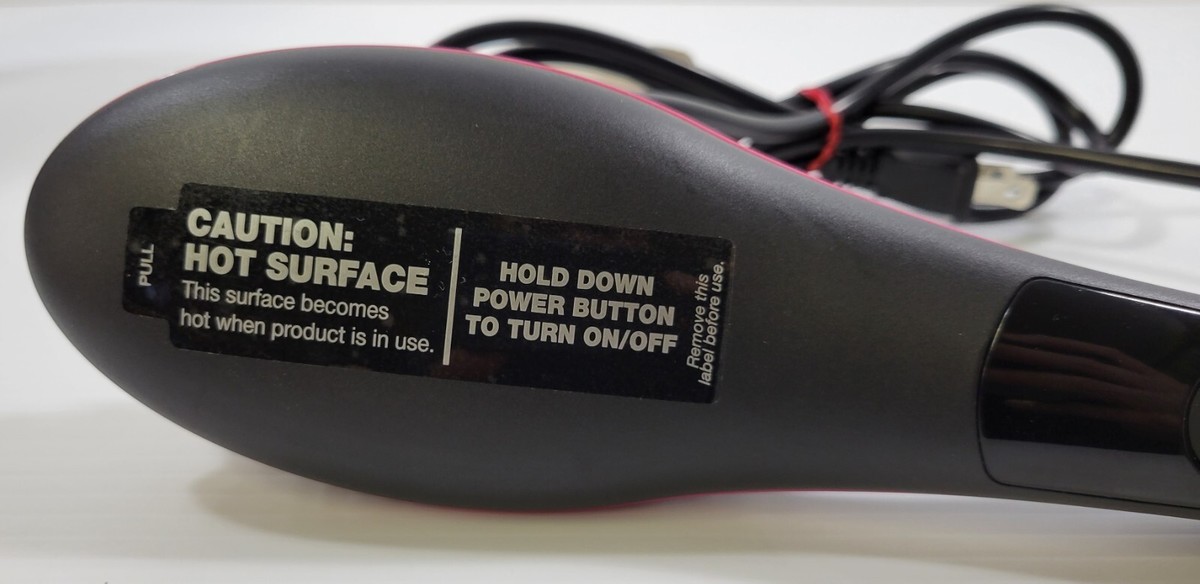 PULL
CAUTION:
HOT SURFACE
This surface becomes
hot when product is in use.
HOLD DOWN
POWER BUTTON
TO TURN ON/OFF
Remove this
label before use.